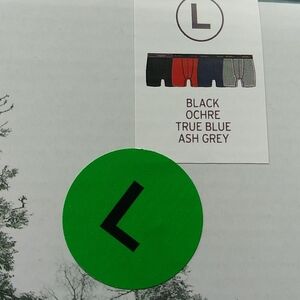 L
BLACK
OCHRE
TRUE BLUE
ASH GREY
L